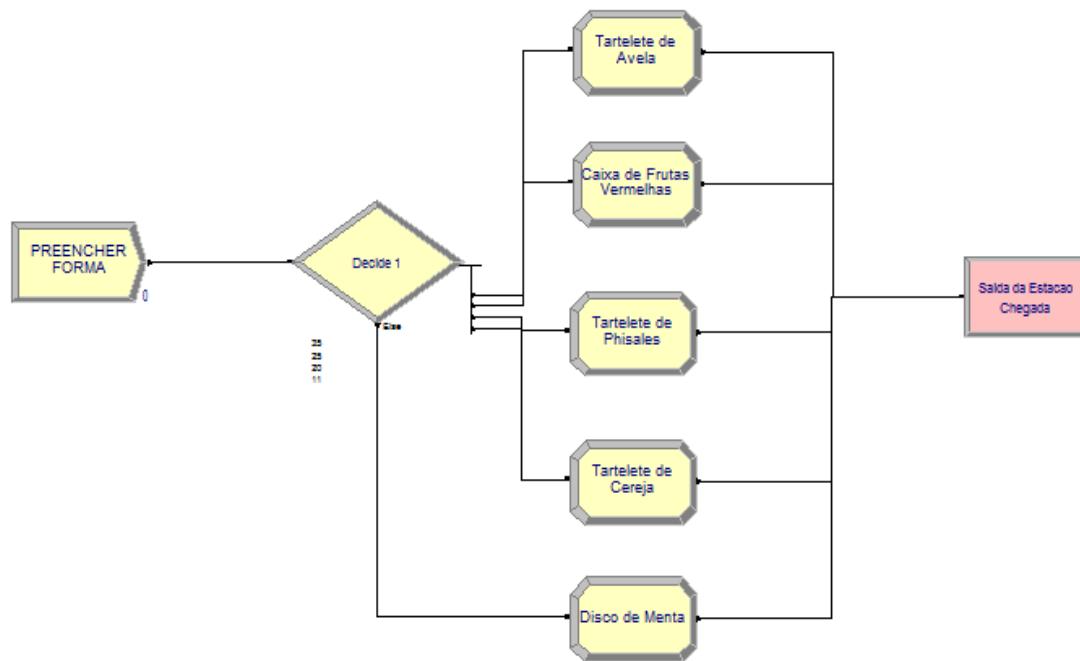 Tartelete de
Avela
Caixa de Frutas
Vermelhas
PREENCHER
FORMA
0
Decide 1
Else
25
25
20
11
Tartelete de
Phisales
Tartelete de
Cereja
Disco de Menta
Saida da Estacao
Chegada